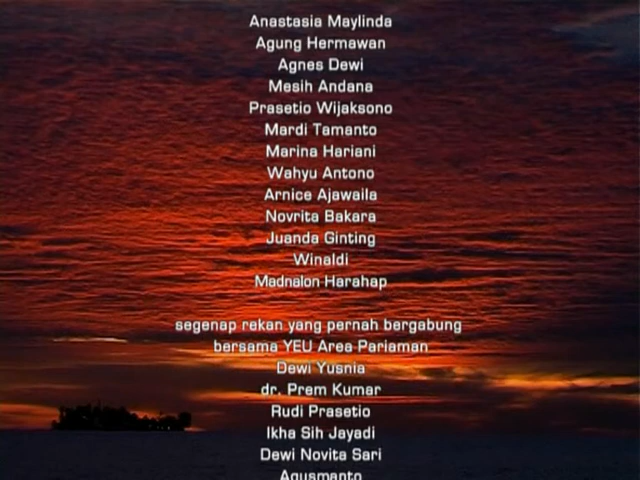 Anastasia Maylinda
Agung Hermawan
Agnes Dewi
Mesih Andana
Prasetio Wijaksono
Mardi Tamanto
Marina Hariani
Wahyu Antono
Arnice Ajawaila
Novrita Bakara
Juanda Ginting
Winaldi
Madnalon Harahap
segenap rekan yang pernah bergabung
bersama YEU Area Pariaman
Dewi Yusnia
dr. Prem Kumar
Rudi Prasetio
Ikha Sih Jayadi
Dewi Novita Sari
Agusmanto